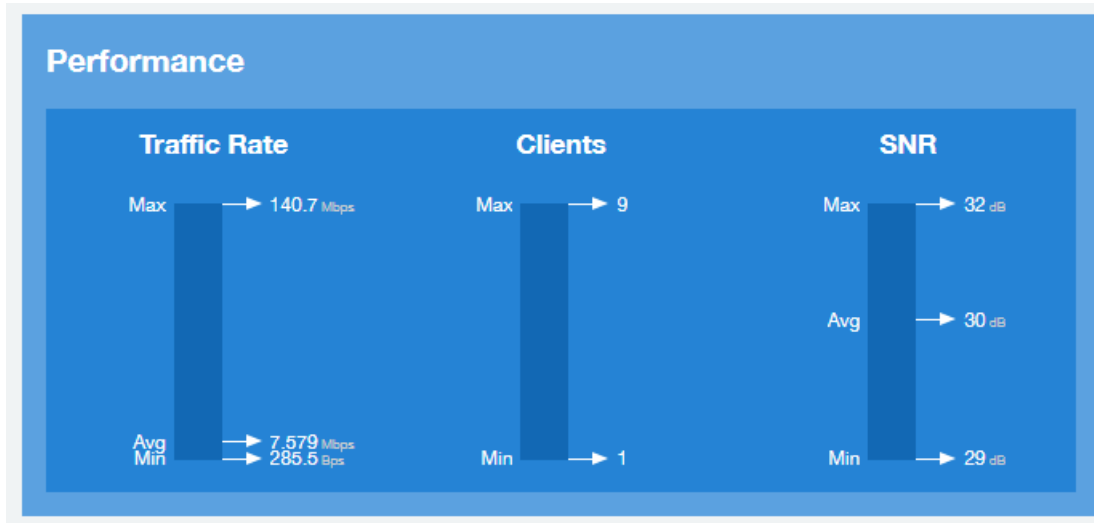 Performance
Traffic Rate
Max 140.7 Mbps
Avg 7.579 Mbps
Min 285.5 Bps
Clients
Max 9
Min 1
SNR
Max 32 dB
Avg 30 dB
Min 29 dB